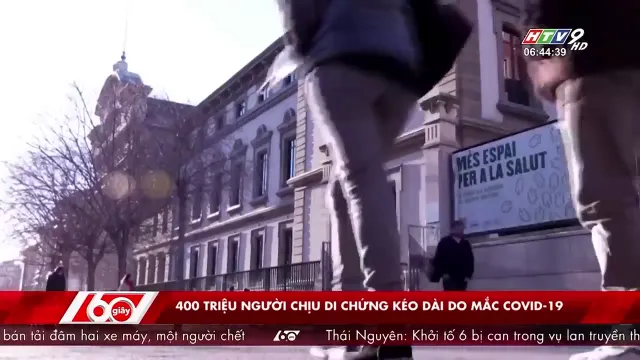 HTV9
HD
06:44:39
MÉS ESPAI
PER A LA SALUT
60 giây
400 TRIỆU NGƯỜI CHỊU DI CHỨNG KÉO DÀI DO MẮC COVID-19
bán tải đâm hai xe máy, một người chết 60 Thái Nguyên: Khởi tố 6 bị can trong vụ lan truyền th